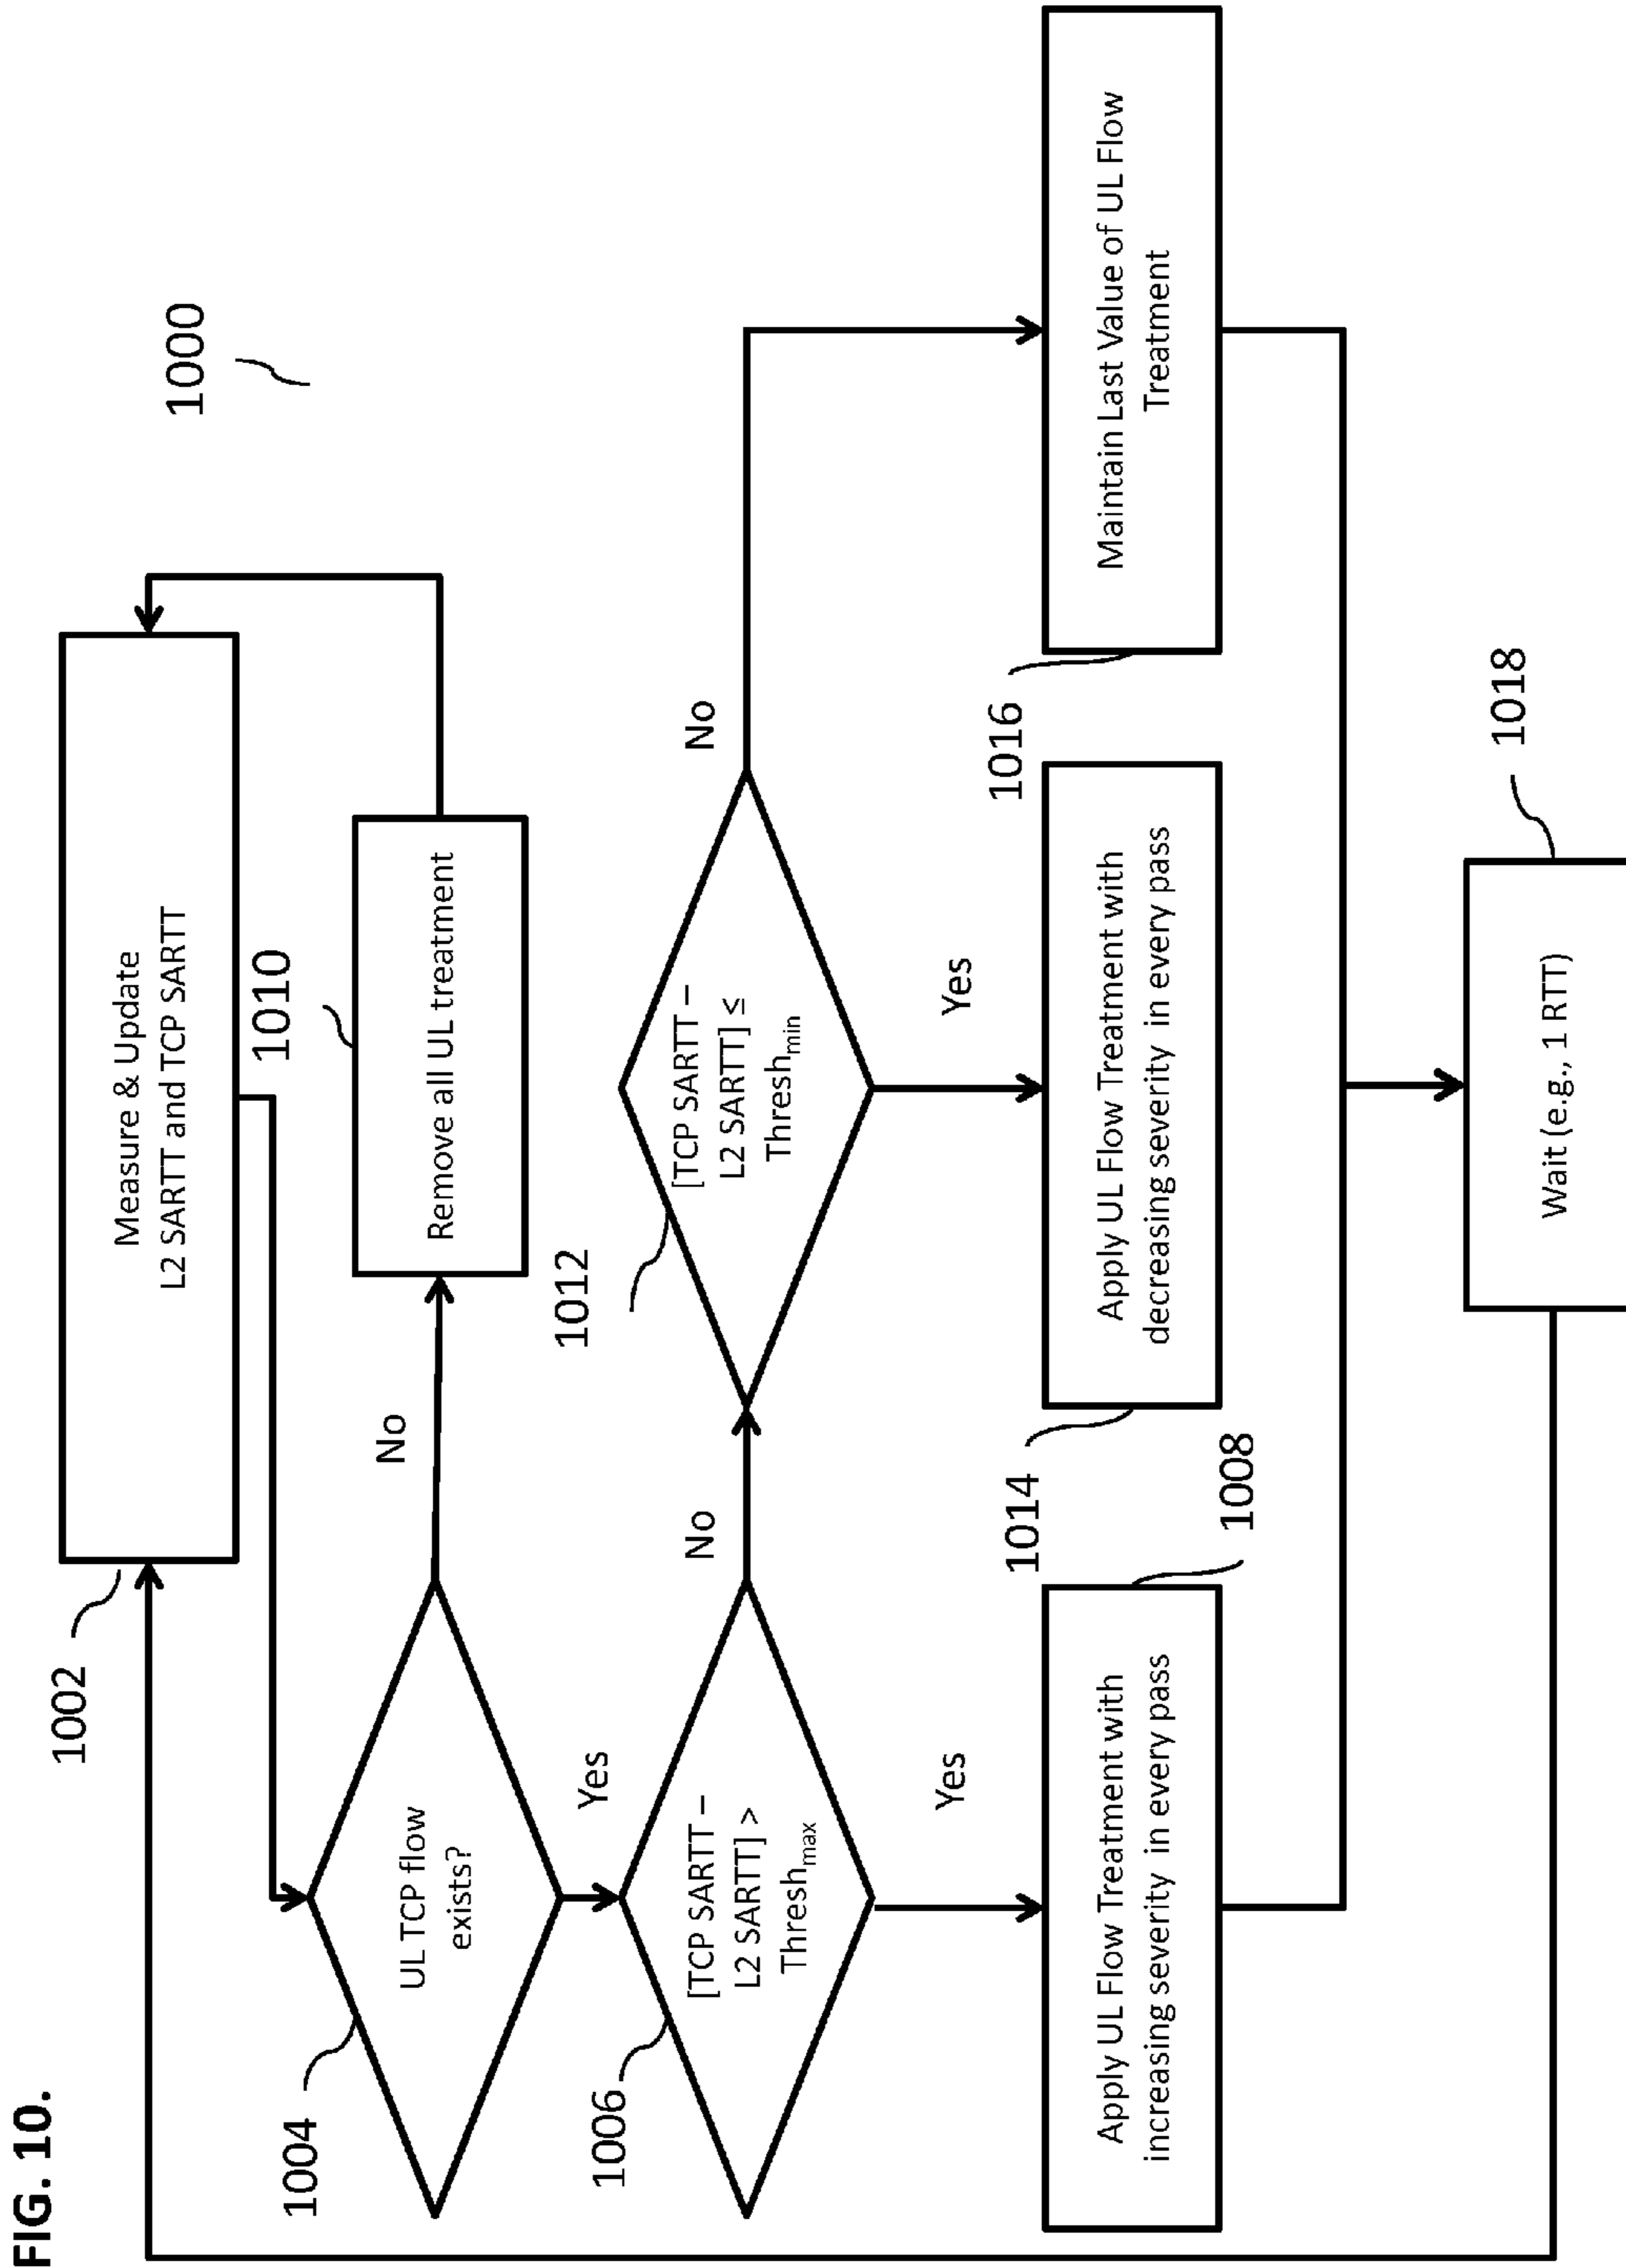 FIG. 10.
1000
1002
Measure & Update
L2 SARTT and TCP SARTT
1004
UL TCP flow
exists?
No
1010
Remove all UL treatment
Yes
1006
[TCP SARTT –
L2 SARTT] >
Thresh_max
No
1012
[TCP SARTT –
L2 SARTT] ≤
Thresh_min
No
Yes
Yes
1008
Apply UL Flow Treatment with
increasing severity in every pass
1014
Apply UL Flow Treatment with
decreasing severity in every pass
1016
Maintain Last Value of UL Flow
Treatment
1018
Wait (e.g., 1 RTT)